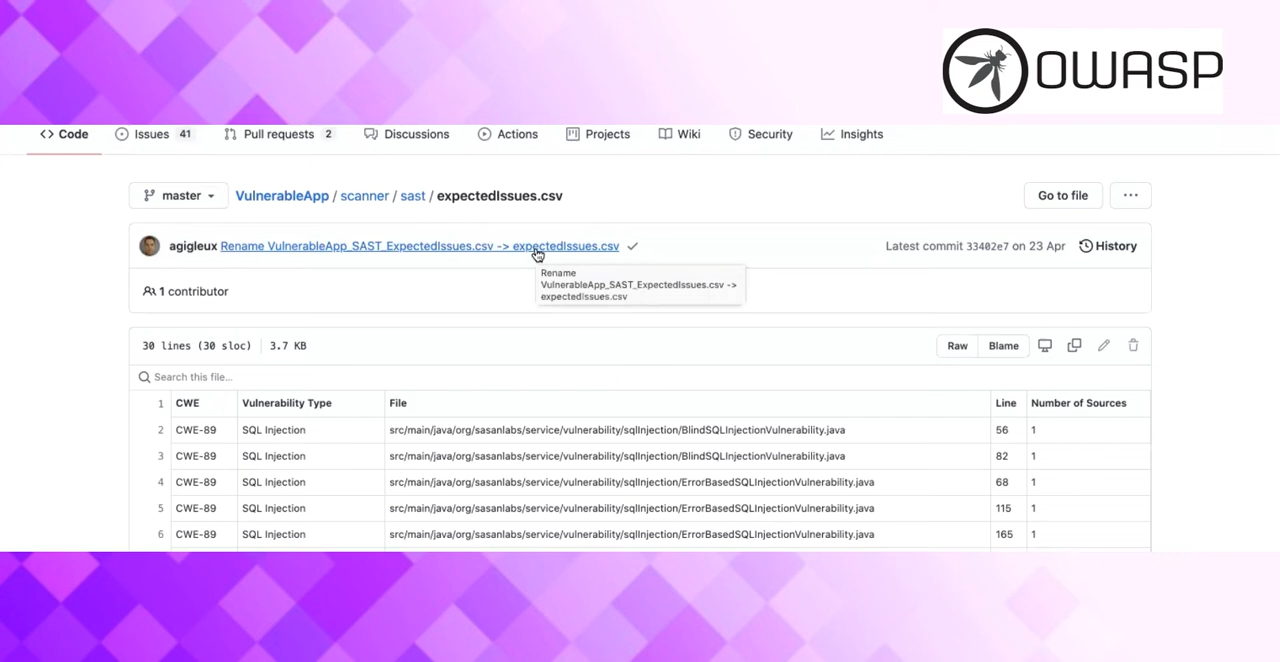 OWASP
Code Issues 41 Pull requests 2 Discussions Actions Projects Wiki Security Insights
master VulnerableApp / scanner / sast / expectedIssues.csv Go to file ...
agigleux Rename VulnerableApp_SAST_ExpectedIssues.csv -> expectedIssues.csv Latest commit 33402e7 on 23 Apr History
Rename
VulnerableApp_SAST_ExpectedIssues.csv ->
expectedIssues.csv
1 contributor
30 lines (30 sloc) 3.7 KB Raw Blame
Search this file...
1 CWE Vulnerability Type File Line Number of Sources
2 CWE-89 SQL Injection src/main/java/org/sasanlabs/service/vulnerability/sqlInjection/BlindSQLInjectionVulnerability.java 56 1
3 CWE-89 SQL Injection src/main/java/org/sasanlabs/service/vulnerability/sqlInjection/BlindSQLInjectionVulnerability.java 82 1
4 CWE-89 SQL Injection src/main/java/org/sasanlabs/service/vulnerability/sqlInjection/ErrorBasedSQLInjectionVulnerability.java 68 1
5 CWE-89 SQL Injection src/main/java/org/sasanlabs/service/vulnerability/sqlInjection/ErrorBasedSQLInjectionVulnerability.java 115 1
6 CWE-89 SQL Injection src/main/java/org/sasanlabs/service/vulnerability/sqlInjection/ErrorBasedSQLInjectionVulnerability.java 165 1